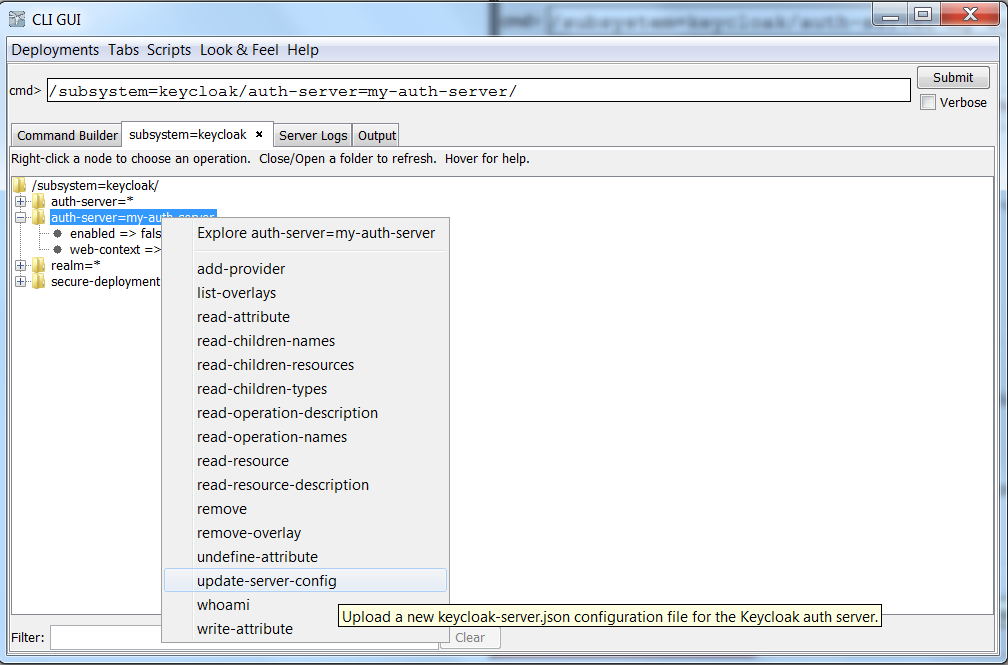 CLI GUI
Deployments Tabs Scripts Look & Feel Help
cmd> /subsystem=keycloak/auth-server=my-auth-server/
Submit
Verbose
Command Builder subsystem=keycloak × Server Logs Output
Right-click a node to choose an operation. Close/Open a folder to refresh. Hover for help.
/subsystem=keycloak/
auth-server=*
auth-server=my-auth-server
enabled => fals
web-context =>
realm=*
secure-deployment
Explore auth-server=my-auth-server
add-provider
list-overlays
read-attribute
read-children-names
read-children-resources
read-children-types
read-operation-description
read-operation-names
read-resource
read-resource-description
remove
remove-overlay
undefine-attribute
update-server-config
whoami
write-attribute
Upload a new keycloak-server.json configuration file for the Keycloak auth server.
Filter:
Clear